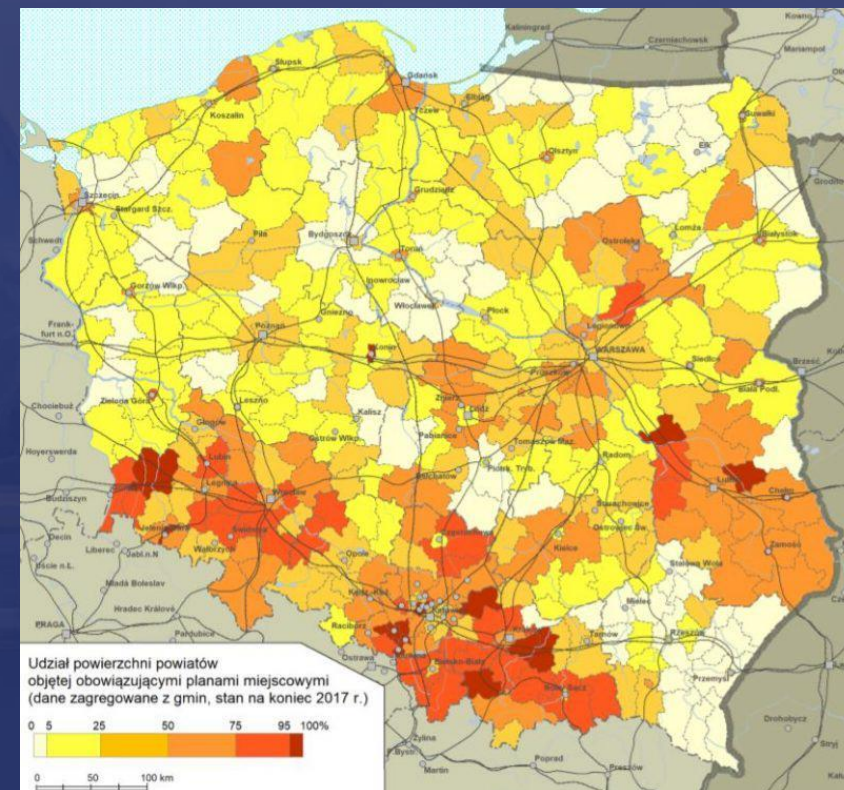 Kaliningrad
Czerniachowsk
Kowno
Mariampol
Słupsk
Gdańsk
Koszalin
Tczew
Elbląg
Suwałki
Ełk
Olsztyn
Szczecin
Stargard Szcz.
Grudziądz
Grodno
Schwedt
Piła
Bydgoszcz
Toruń
Ostrołęka
Łomża
Białystok
Gorzów Wlkp.
Inowrocław
Włocławek
Płock
Gniezno
Frank-
furt n.O.
Poznań
Konin
Legionowo
WARSZAWA
Pruszków
Siedlce
Brześć
Biała Podl.
Chociebuż
Zielona Góra
Leszno
Kalisz
Zgierz
Łódź
Pabianice
Hoyerswerda
Głogów
Ostrów Wlkp.
Tomaszów Maz.
Radom
Piotrk. Tryb.
Bełchatów
Lubin
Legnica
Wrocław
Lublin
Chełm
Budziszyn
Jelenia Góra
Świdnica
Wałbrzych
Częstochowa
Starachowice
Ostrowiec Św.
Kielce
Zamość
Decin
Liberec
Jabl.n.N
Uście n.Ł.
Opole
Stalowa Wola
Mladá Boleslav
Kędz.-Koź.
Hradec Králové
Racibórz
Mielec
PRAGA
Pardubice
Tarnów
Rzeszów
Ostrawa
Bielsko-Biała
Przemyśl
Nowy Sącz
Udział powierzchni powiatów
objętej obowiązującymi planami miejscowymi
(dane zagregowane z gmin, stan na koniec 2017 r.)
0 5 25 50 75 95 100%
0 50 100 km
Żylina
P.Bystr.
Martin
Poprad
Preszów
Drohobycz
Stryj